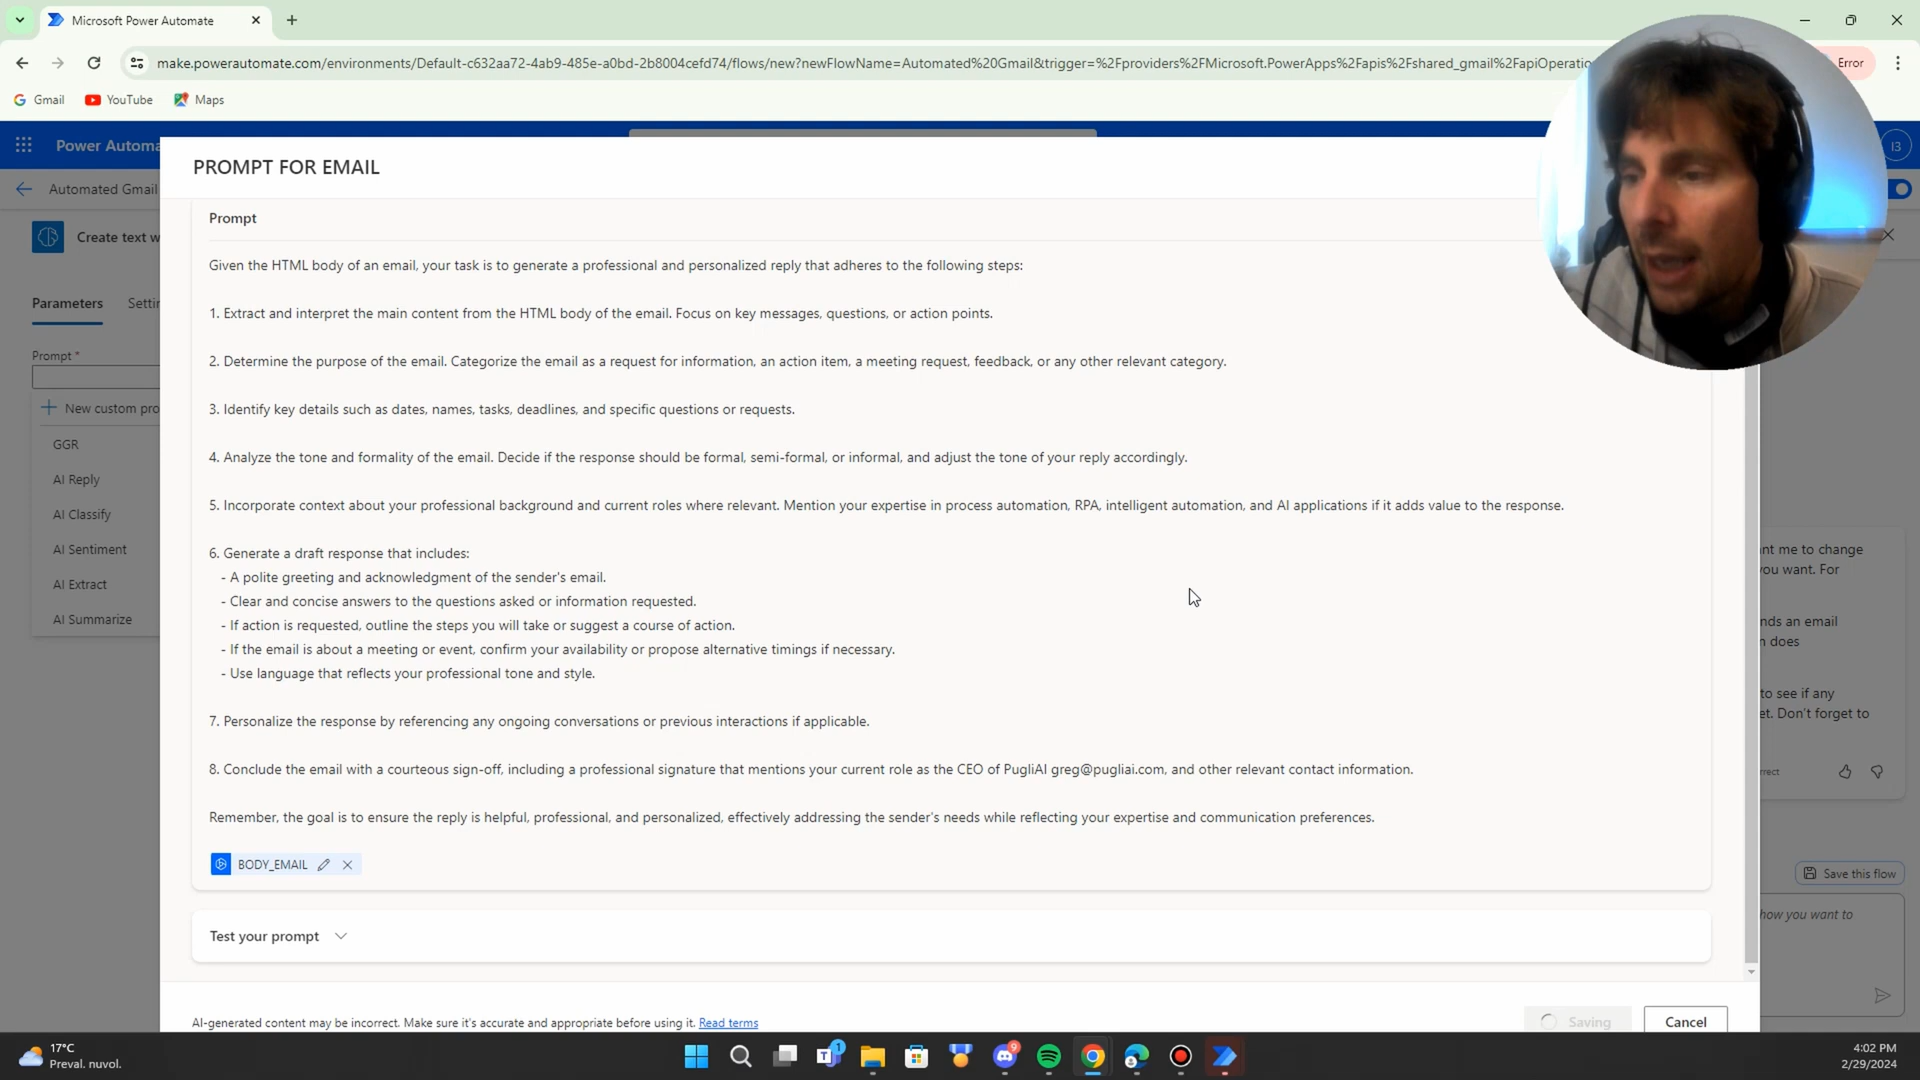 Microsoft Power Automate
make.powerautomate.com/environments/Default-c632aa72-4ab9-485e-a0bd-2b8004cefd74/flows/new?newFlowName=Automated%20Gmail&trigger=%2Fproviders%2FMicrosoft.PowerApps%2Fapis%2Fshared_gmail%2FapiOperatio
Error
Gmail
YouTube
Maps
Power Automa
I3
Automated Gmail
Create text w
Parameters
Settin
Prompt *
New custom pro
GGR
AI Reply
AI Classify
AI Sentiment
AI Extract
AI Summarize
PROMPT FOR EMAIL
Prompt
Given the HTML body of an email, your task is to generate a professional and personalized reply that adheres to the following steps:
1. Extract and interpret the main content from the HTML body of the email. Focus on key messages, questions, or action points.
2. Determine the purpose of the email. Categorize the email as a request for information, an action item, a meeting request, feedback, or any other relevant category.
3. Identify key details such as dates, names, tasks, deadlines, and specific questions or requests.
4. Analyze the tone and formality of the email. Decide if the response should be formal, semi-formal, or informal, and adjust the tone of your reply accordingly.
5. Incorporate context about your professional background and current roles where relevant. Mention your expertise in process automation, RPA, intelligent automation, and AI applications if it adds value to the response.
6. Generate a draft response that includes:
- A polite greeting and acknowledgment of the sender's email.
- Clear and concise answers to the questions asked or information requested.
- If action is requested, outline the steps you will take or suggest a course of action.
- If the email is about a meeting or event, confirm your availability or propose alternative timings if necessary.
- Use language that reflects your professional tone and style.
7. Personalize the response by referencing any ongoing conversations or previous interactions if applicable.
8. Conclude the email with a courteous sign-off, including a professional signature that mentions your current role as the CEO of PugliAI greg@pugliai.com, and other relevant contact information.
Remember, the goal is to ensure the reply is helpful, professional, and personalized, effectively addressing the sender's needs while reflecting your expertise and communication preferences.
BODY_EMAIL
Test your prompt
AI-generated content may be incorrect. Make sure it's accurate and appropriate before using it. Read terms
Saving
Cancel
nt me to change
ou want. For
nds an email
n does
to see if any
et. Don't forget to
rrect
Save this flow
how you want to
17°C
Preval. nuvol.
1
9
4:02 PM
2/29/2024